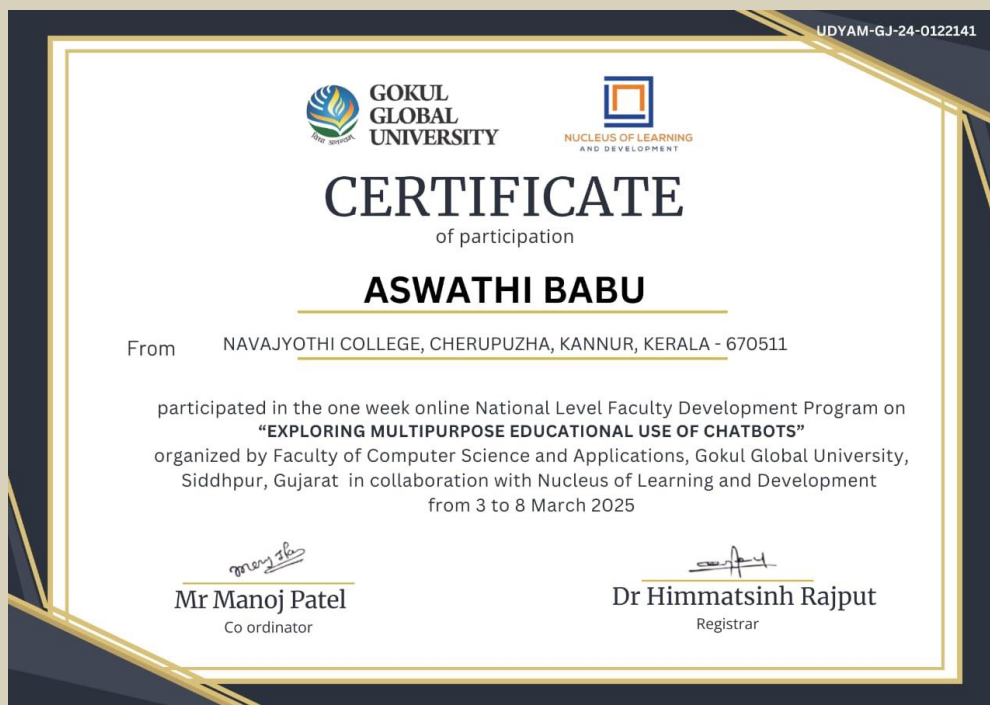 UDYAM-GJ-24-0122141
GOKUL
GLOBAL
UNIVERSITY
NUCLEUS OF LEARNING
AND DEVELOPMENT
CERTIFICATE
of participation
ASWATHI BABU
From NAVAJYOTHI COLLEGE, CHERUPUZHA, KANNUR, KERALA - 670511
participated in the one week online National Level Faculty Development Program on
“EXPLORING MULTIPURPOSE EDUCATIONAL USE OF CHATBOTS”
organized by Faculty of Computer Science and Applications, Gokul Global University,
Siddhpur, Gujarat in collaboration with Nucleus of Learning and Development
from 3 to 8 March 2025
Mr Manoj Patel
Co ordinator
Dr Himmatsinh Rajput
Registrar